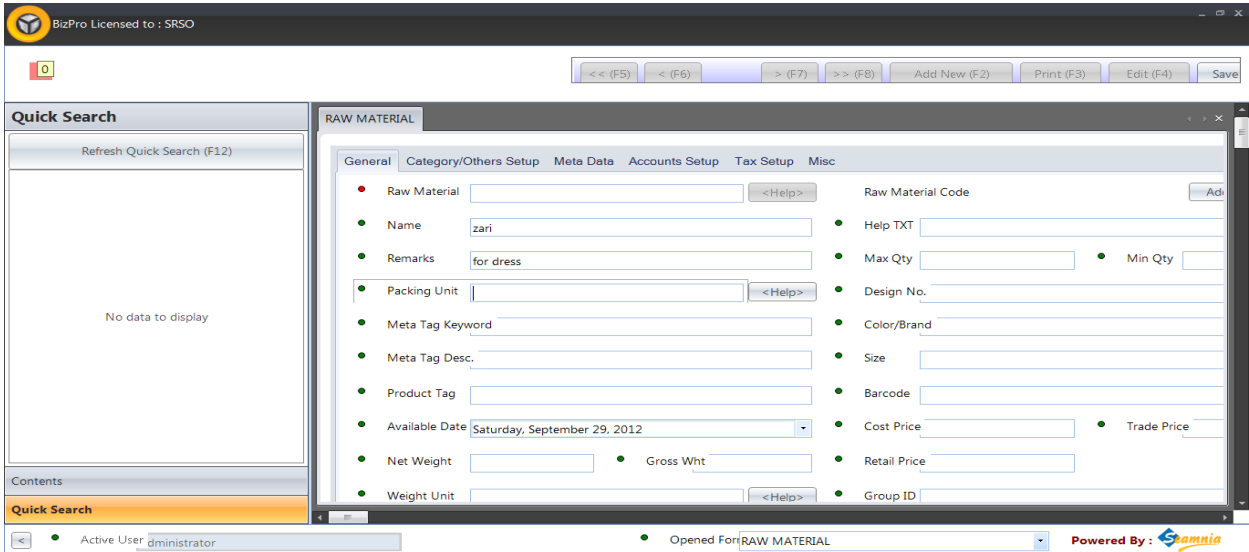 BizPro Licensed to : SRSO
0
<< (F5) < (F6) > (F7) >> (F8) Add New (F2) Print (F3) Edit (F4) Save
Quick Search
Refresh Quick Search (F12)
No data to display
Contents
Quick Search
RAW MATERIAL
General Category/Others Setup Meta Data Accounts Setup Tax Setup Misc
Raw Material <Help> Raw Material Code
Name zari Help TXT
Remarks for dress Max Qty Min Qty
Packing Unit <Help> Design No.
Meta Tag Keyword Color/Brand
Meta Tag Desc. Size
Product Tag Barcode
Available Date Saturday, September 29, 2012 Cost Price Trade Price
Net Weight Gross Wht Retail Price
Weight Unit <Help> Group ID
< Active User dministrator Opened Forr RAW MATERIAL Powered By : Seamnia